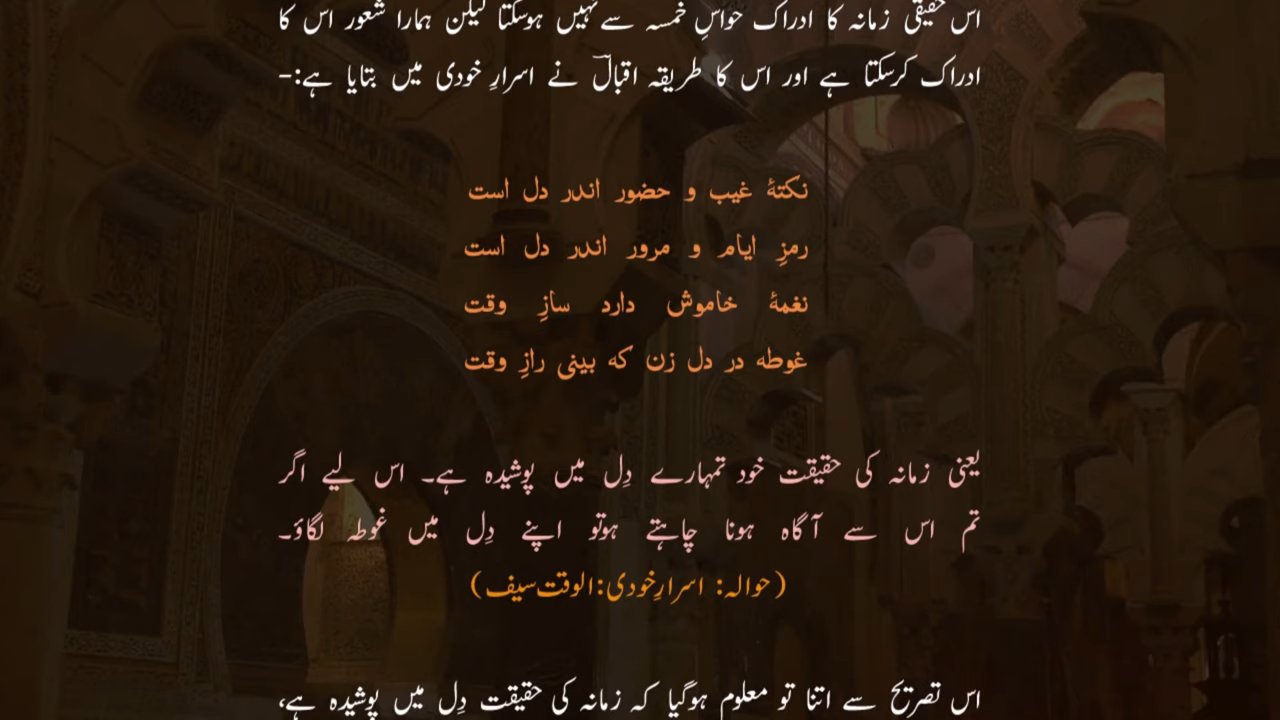 اس حقیقی زمانہ کا ادراک حواسِ خمسہ سے نہیں ہوسکتا لیکن ہمارا شعور اس کا
ادراک کرسکتا ہے اور اس کا طریقہ اقبالؔ نے اسرارِ خودی میں بتایا ہے:-
نکتۂ غیب و حضور اندر دل است
رمزِ ایام و مرور اندر دل است
نغمۂ خاموش دارد سازِ وقت
غوطہ در دل زن کہ بینی رازِ وقت
یعنی زمانہ کی حقیقت خود تمہارے دِل میں پوشیدہ ہے۔ اس لیے اگر
تم اس سے آگاہ ہونا چاہتے ہوتو اپنے دِل میں غوطہ لگاؤ۔
(حوالہ: اسرارِخودی:الوقت سیف)
اس تصریح سے اتنا تو معلوم ہوگیا کہ زمانہ کی حقیقت دِل میں پوشیدہ ہے،